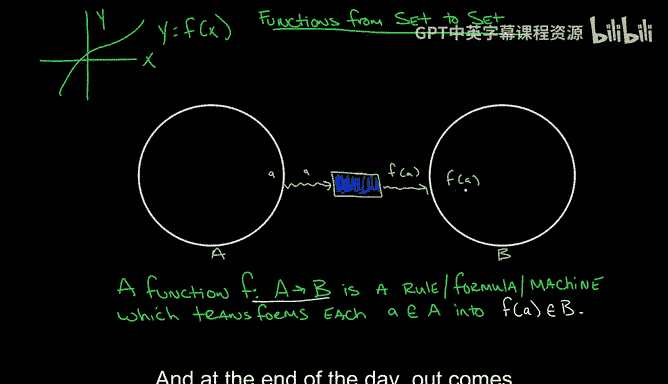 Functions from Set to Set
GPT中英字幕课程资源 bilibili
y
y=f(x)
x
a
a
f(a)
f(a)
A
B
A function f: A→B is a rule/formula/machine
which transforms each a ∈ A into f(a) ∈ B.
And at the end of the day, out comes